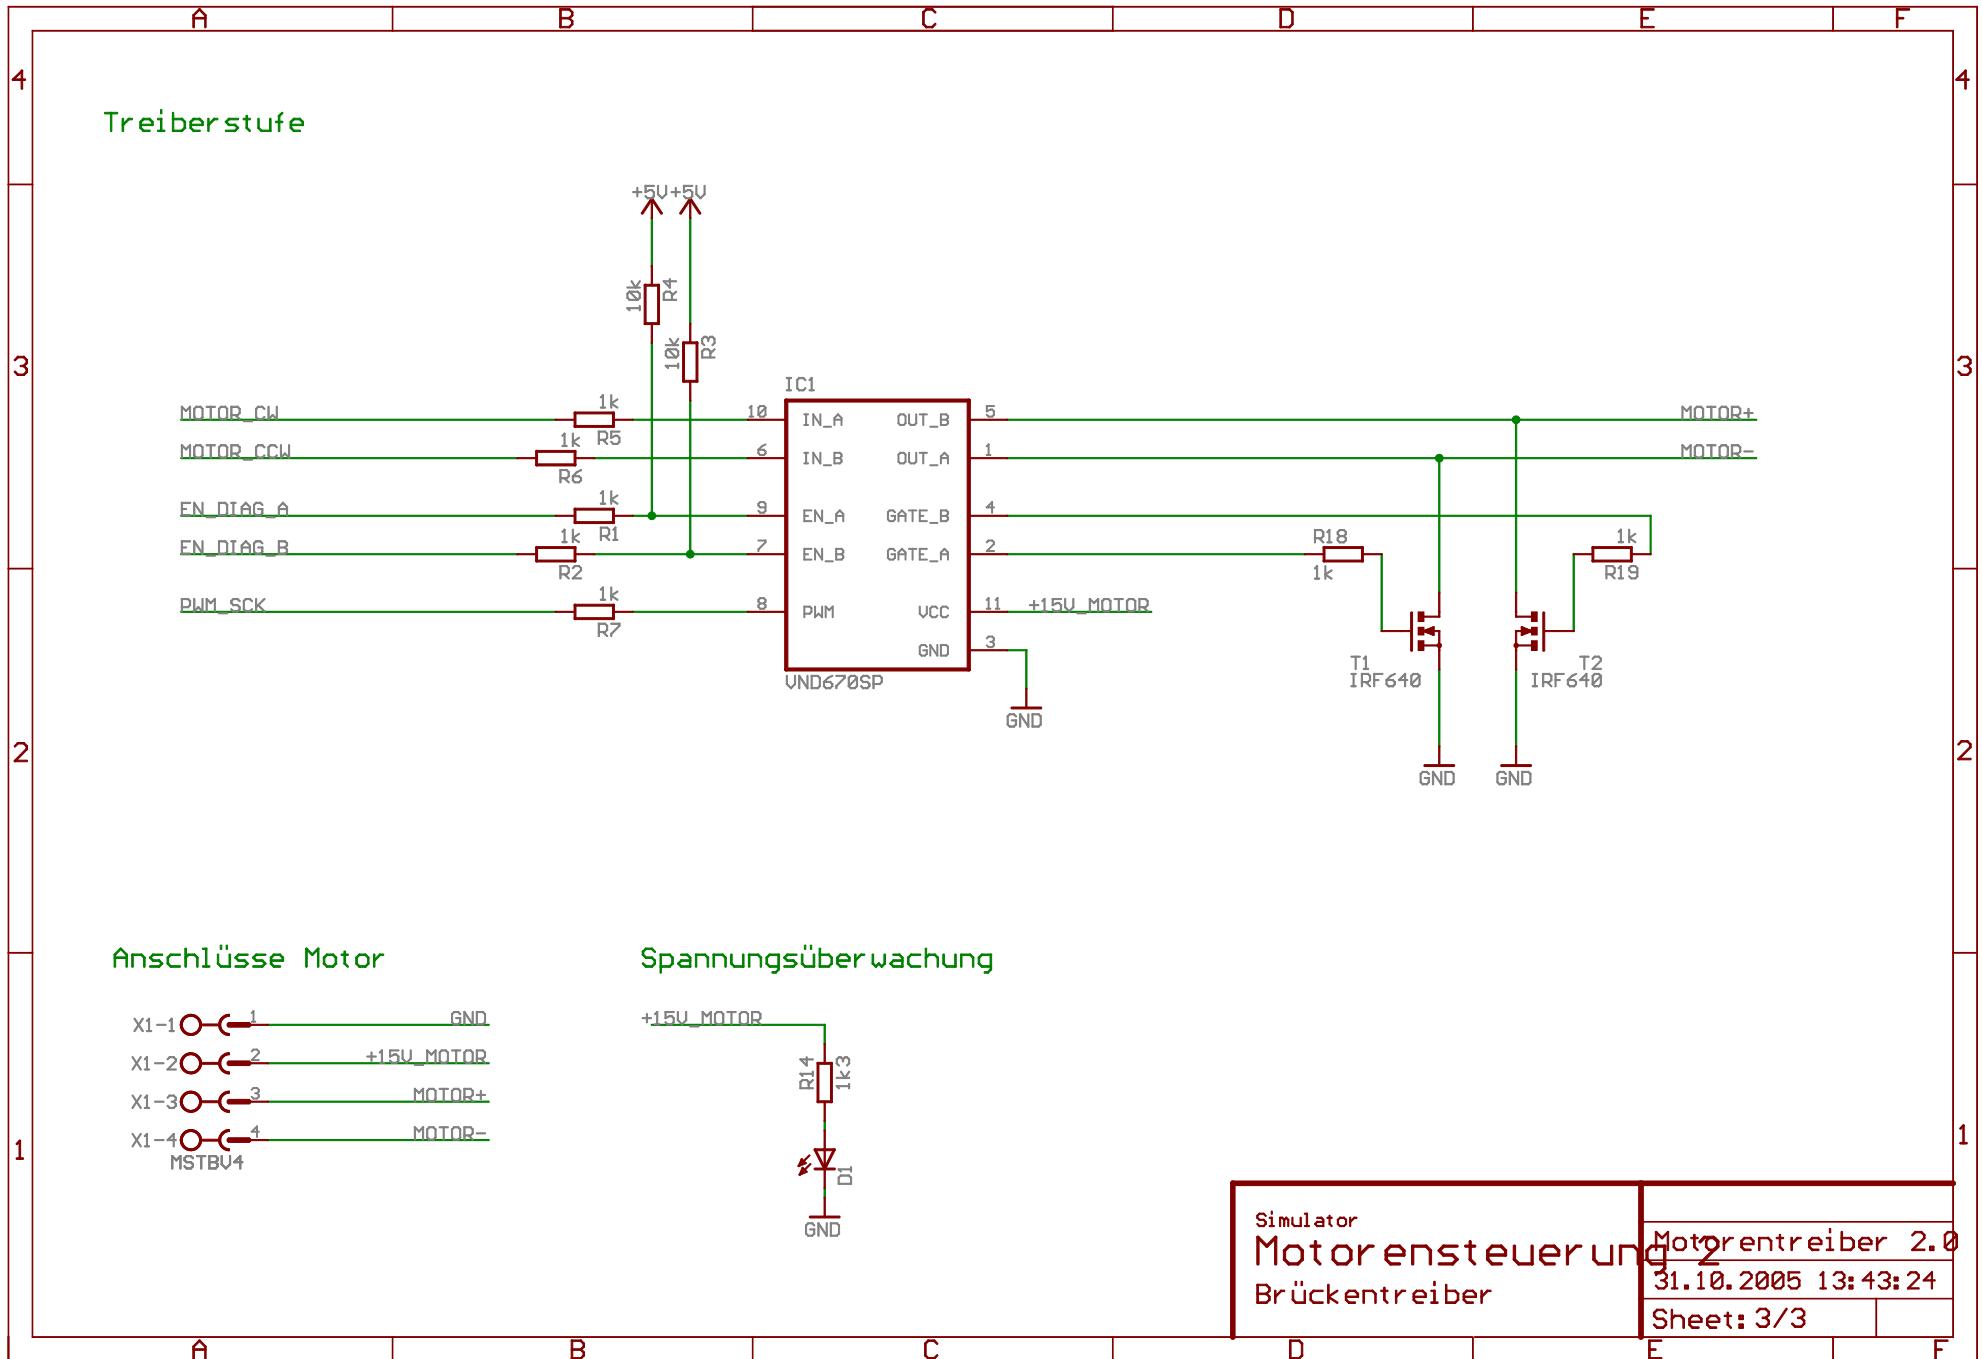 A B C D E F
4 4
Treiberstufe
+5V +5V
10k R4
10k R3
3 3
IC1
MOTOR_CW 1k R5 10 IN_A OUT_B 5 MOTOR+
MOTOR_CCW 1k R6 6 IN_B OUT_A 1 MOTOR-
EN_DIAG_A 1k R1 9 EN_A GATE_B 4
EN_DIAG_B 1k R2 7 EN_B GATE_A 2 R18 1k 1k R19
PWM_SCK 1k R7 8 PWM VCC 11 +15V_MOTOR
GND 3
VND670SP
T1 T2
IRF640 IRF640
GND
2 2
GND GND
Anschlüsse Motor
X1-1 1 GND
X1-2 2 +15V_MOTOR
X1-3 3 MOTOR+
X1-4 4 MOTOR-
MSTBV4
Spannungsüberwachung
+15V_MOTOR
R14 1k3
D1
GND
1 1
Simulator
Motorensteuerung 2
Brückentreiber
Motorentreiber 2.0
31.10.2005 13:43:24
Sheet: 3/3
A B C D E F